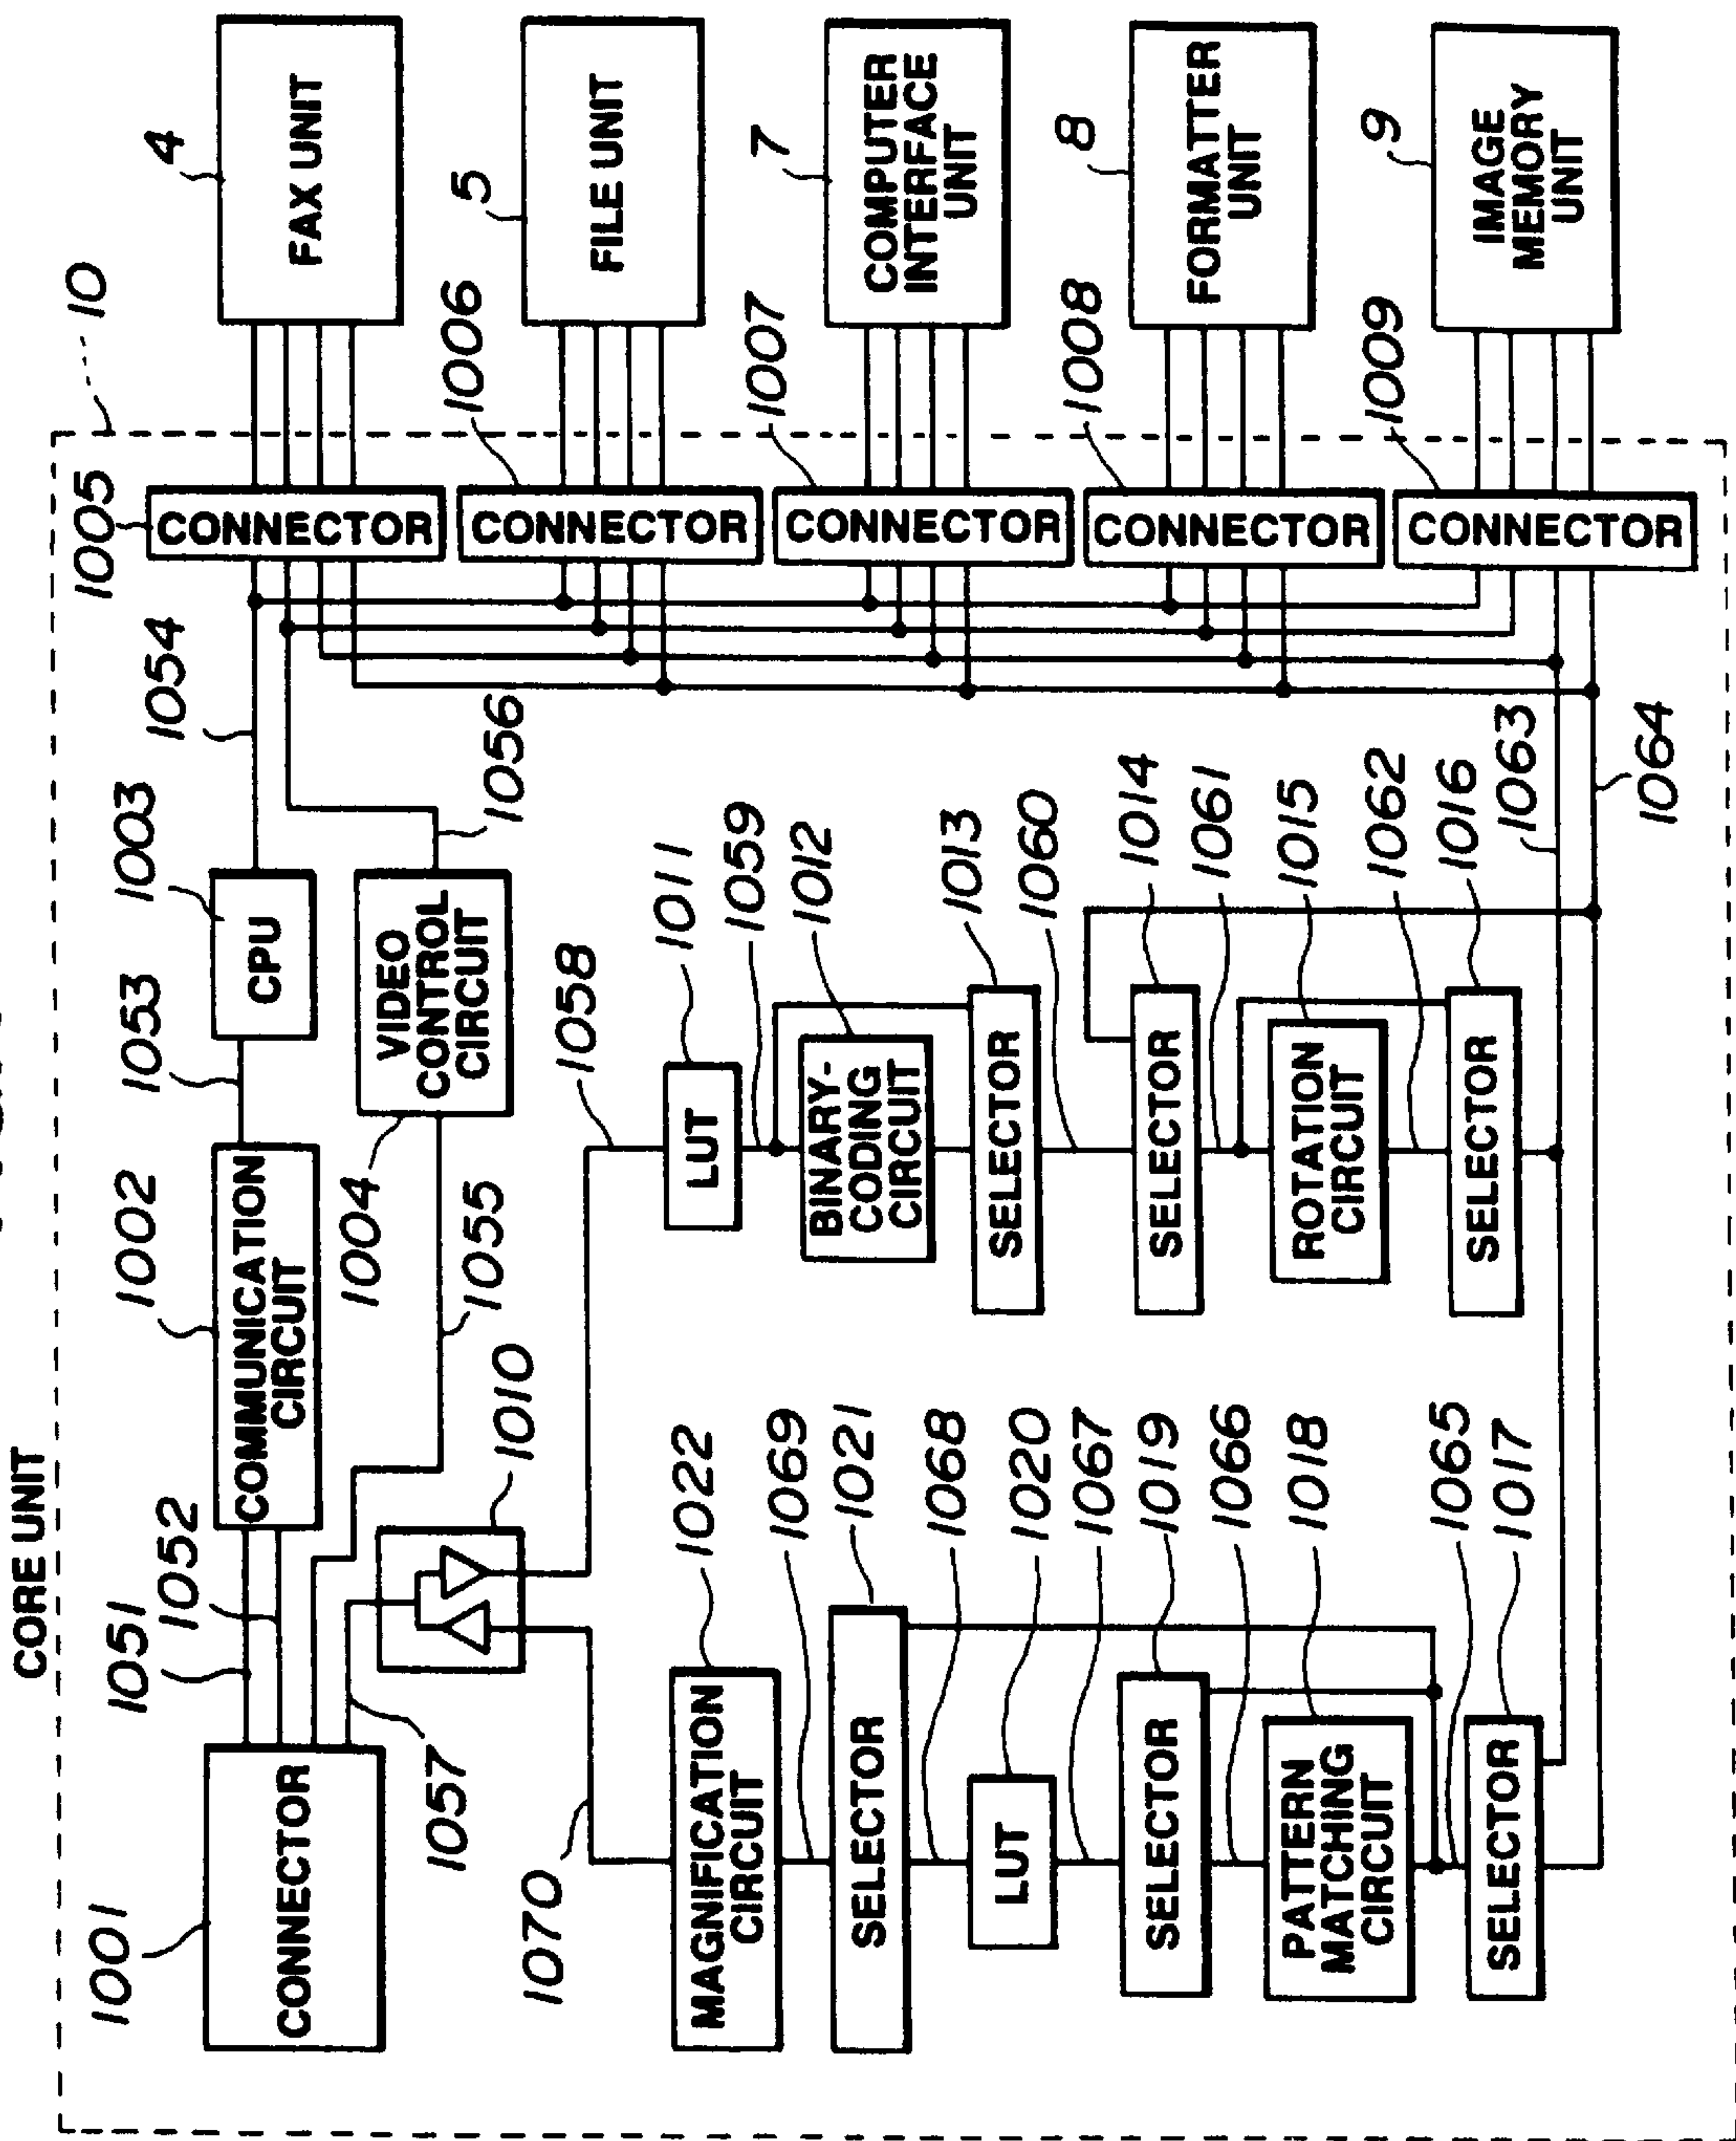 CORE UNIT
10
1001
1051
1052
1002
1053
1003
1054
1005
4
CONNECTOR
COMMUNICATION
CIRCUIT
CPU
CONNECTOR
FAX UNIT
1057
1004
1055
VIDEO
CONTROL
CIRCUIT
1056
1006
5
CONNECTOR
FILE UNIT
1010
1070
1058
1022
MAGNIFICATION
CIRCUIT
1011
LUT
1007
7
CONNECTOR
COMPUTER
INTERFACE
UNIT
1069
1059
1021
SELECTOR
1012
BINARY-
CODING
CIRCUIT
1068
1013
SELECTOR
1020
LUT
1060
1067
1008
8
CONNECTOR
FORMATTER
UNIT
1019
SELECTOR
1014
SELECTOR
1066
1061
1018
PATTERN
MATCHING
CIRCUIT
1015
ROTATION
CIRCUIT
1065
1062
1009
9
CONNECTOR
IMAGE
MEMORY
UNIT
1017
SELECTOR
1016
SELECTOR
1063
1064